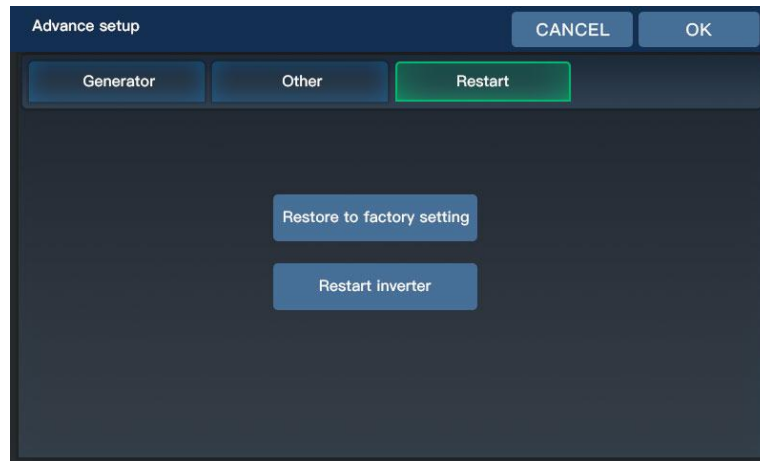 Advance setup
CANCEL
OK
Generator
Other
Restart
Restore to factory setting
Restart inverter